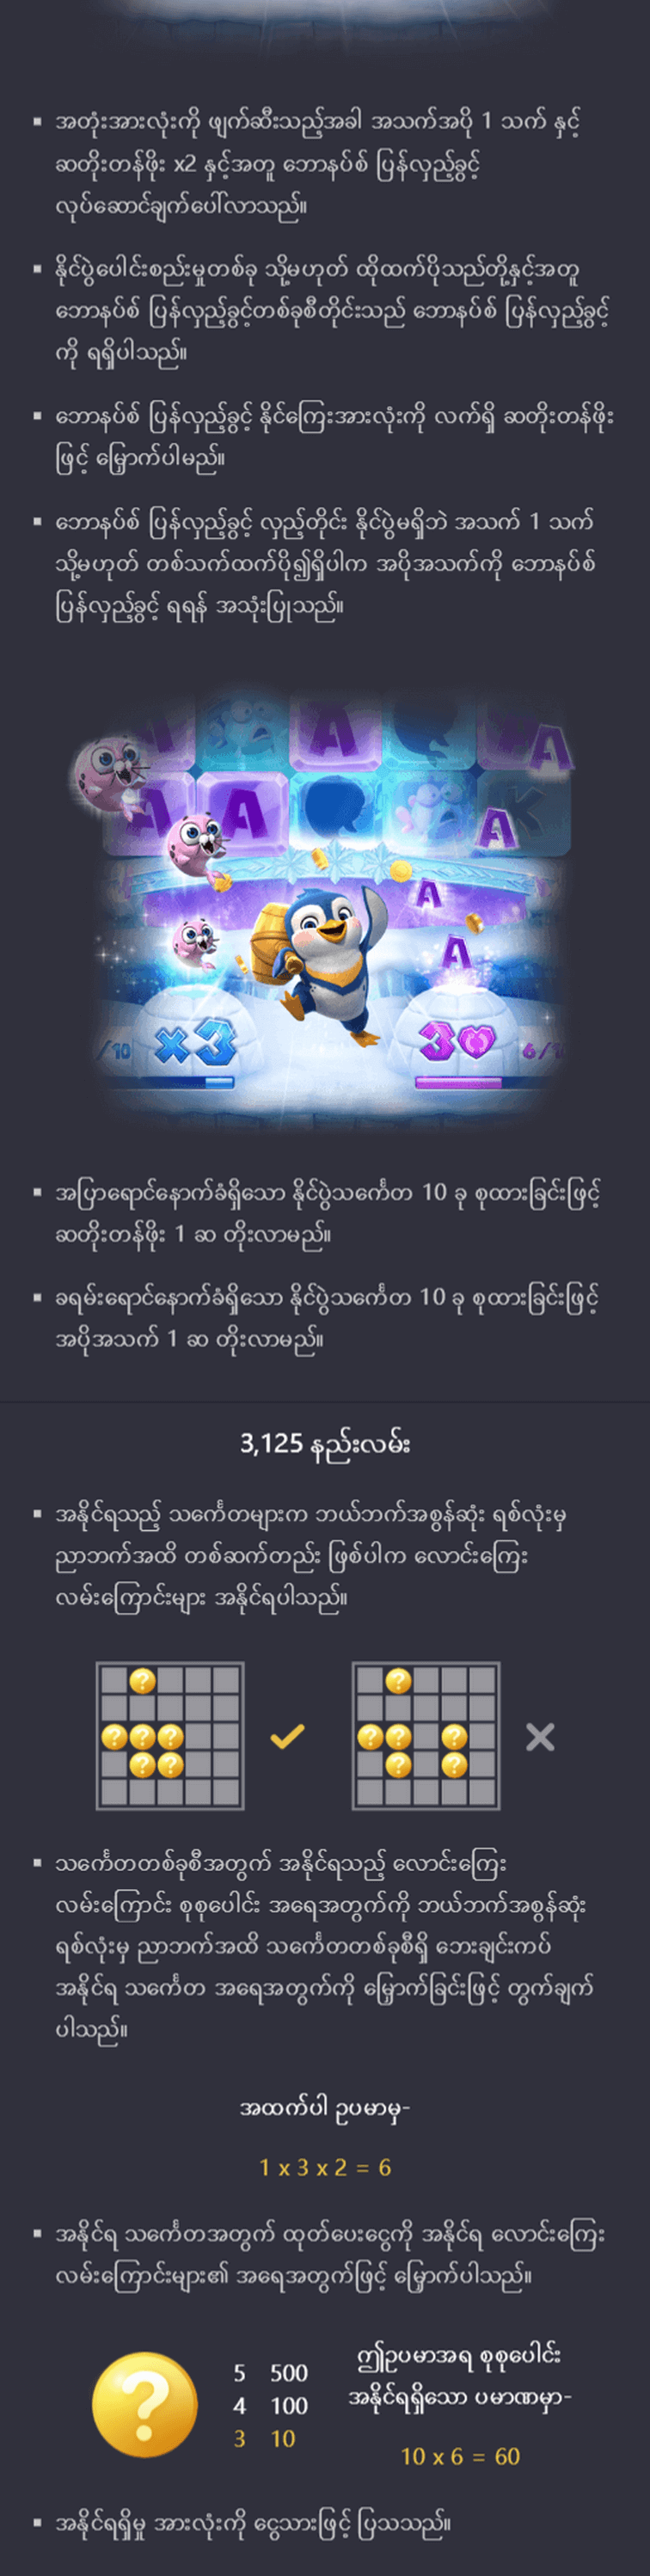 အတုံးအားလုံးကို ဖျက်ဆီးသည့်အခါ အသက်အပို 1 သက် နှင့်
ဆတိုးတန်ဖိုး x2 နှင့်အတူ ဘောနပ်စ် ပြန်လှည့်ခွင့်
လုပ်ဆောင်ချက်ပေါ်လာသည်။
နိုင်ပွဲပေါင်းစည်းမှုတစ်ခု သို့မဟုတ် ထိုထက်ပိုသည်တို့နှင့်အတူ
ဘောနပ်စ် ပြန်လှည့်ခွင့်တစ်ခုစီတိုင်းသည် ဘောနပ်စ် ပြန်လှည့်ခွင့်
ကို ရရှိပါသည်။
ဘောနပ်စ် ပြန်လှည့်ခွင့် နိုင်ကြေးအားလုံးကို လက်ရှိ ဆတိုးတန်ဖိုး
ဖြင့် မြှောက်ပါမည်။
ဘောနပ်စ် ပြန်လှည့်ခွင့် လှည့်တိုင်း နိုင်ပွဲမရှိဘဲ အသက် 1 သက်
သို့မဟုတ် တစ်သက်ထက်ပို၍ရှိပါက အပိုအသက်ကို ဘောနပ်စ်
ပြန်လှည့်ခွင့် ရရန် အသုံးပြုသည်။
A
A
A A K
A
A
A
/10 x3 3 6/1
အပြာရောင်နောက်ခံရှိသော နိုင်ပွဲသင်္ကေတ 10 ခု စုထားခြင်းဖြင့်
ဆတိုးတန်ဖိုး 1 ဆ တိုးလာမည်။
ခရမ်းရောင်နောက်ခံရှိသော နိုင်ပွဲသင်္ကေတ 10 ခု စုထားခြင်းဖြင့်
အပိုအသက် 1 ဆ တိုးလာမည်။
3,125 နည်းလမ်း
အနိုင်ရသည့် သင်္ကေတများက ဘယ်ဘက်အစွန်ဆုံး ရစ်လုံးမှ
ညာဘက်အထိ တစ်ဆက်တည်း ဖြစ်ပါက လောင်းကြေး
လမ်းကြောင်းများ အနိုင်ရပါသည်။
? ?
? ? ? ? ? ?
? ? ? ?
သင်္ကေတတစ်ခုစီအတွက် အနိုင်ရသည့် လောင်းကြေး
လမ်းကြောင်း စုစုပေါင်း အရေအတွက်ကို ဘယ်ဘက်အစွန်ဆုံး
ရစ်လုံးမှ ညာဘက်အထိ သင်္ကေတတစ်ခုစီရှိ ဘေးချင်းကပ်
အနိုင်ရ သင်္ကေတ အရေအတွက်ကို မြှောက်ခြင်းဖြင့် တွက်ချက်
ပါသည်။
အထက်ပါ ဥပမာမှ-
1 x 3 x 2 = 6
အနိုင်ရ သင်္ကေတအတွက် ထုတ်ပေးငွေကို အနိုင်ရ လောင်းကြေး
လမ်းကြောင်းများ၏ အရေအတွက်ဖြင့် မြှောက်ပါသည်။
?
5 500
4 100
3 10
ဤဥပမာအရ စုစုပေါင်း
အနိုင်ရရှိသော ပမာဏမှာ-
10 x 6 = 60
အနိုင်ရရှိမှု အားလုံးကို ငွေသားဖြင့် ပြသသည်။